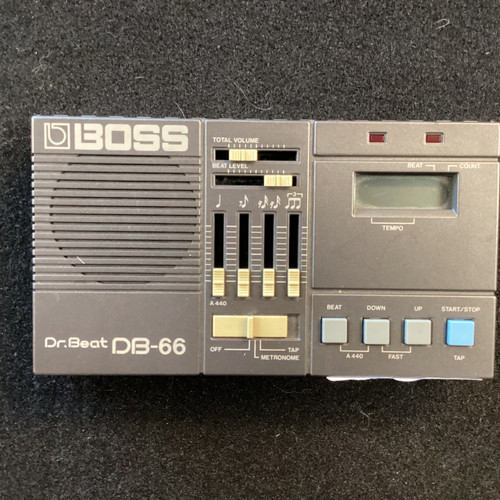 BOSS
TOTAL VOLUME
BEAT LEVEL
BEAT COUNT
TEMPO
3
A 440
OFF TAP
METRONOME
BEAT DOWN UP START/STOP
A 440 FAST TAP
Dr.Beat DB-66